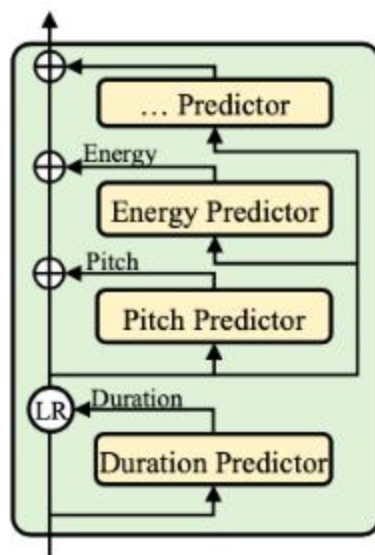 ... Predictor
Energy
Energy Predictor
Pitch
Pitch Predictor
LR
Duration
Duration Predictor